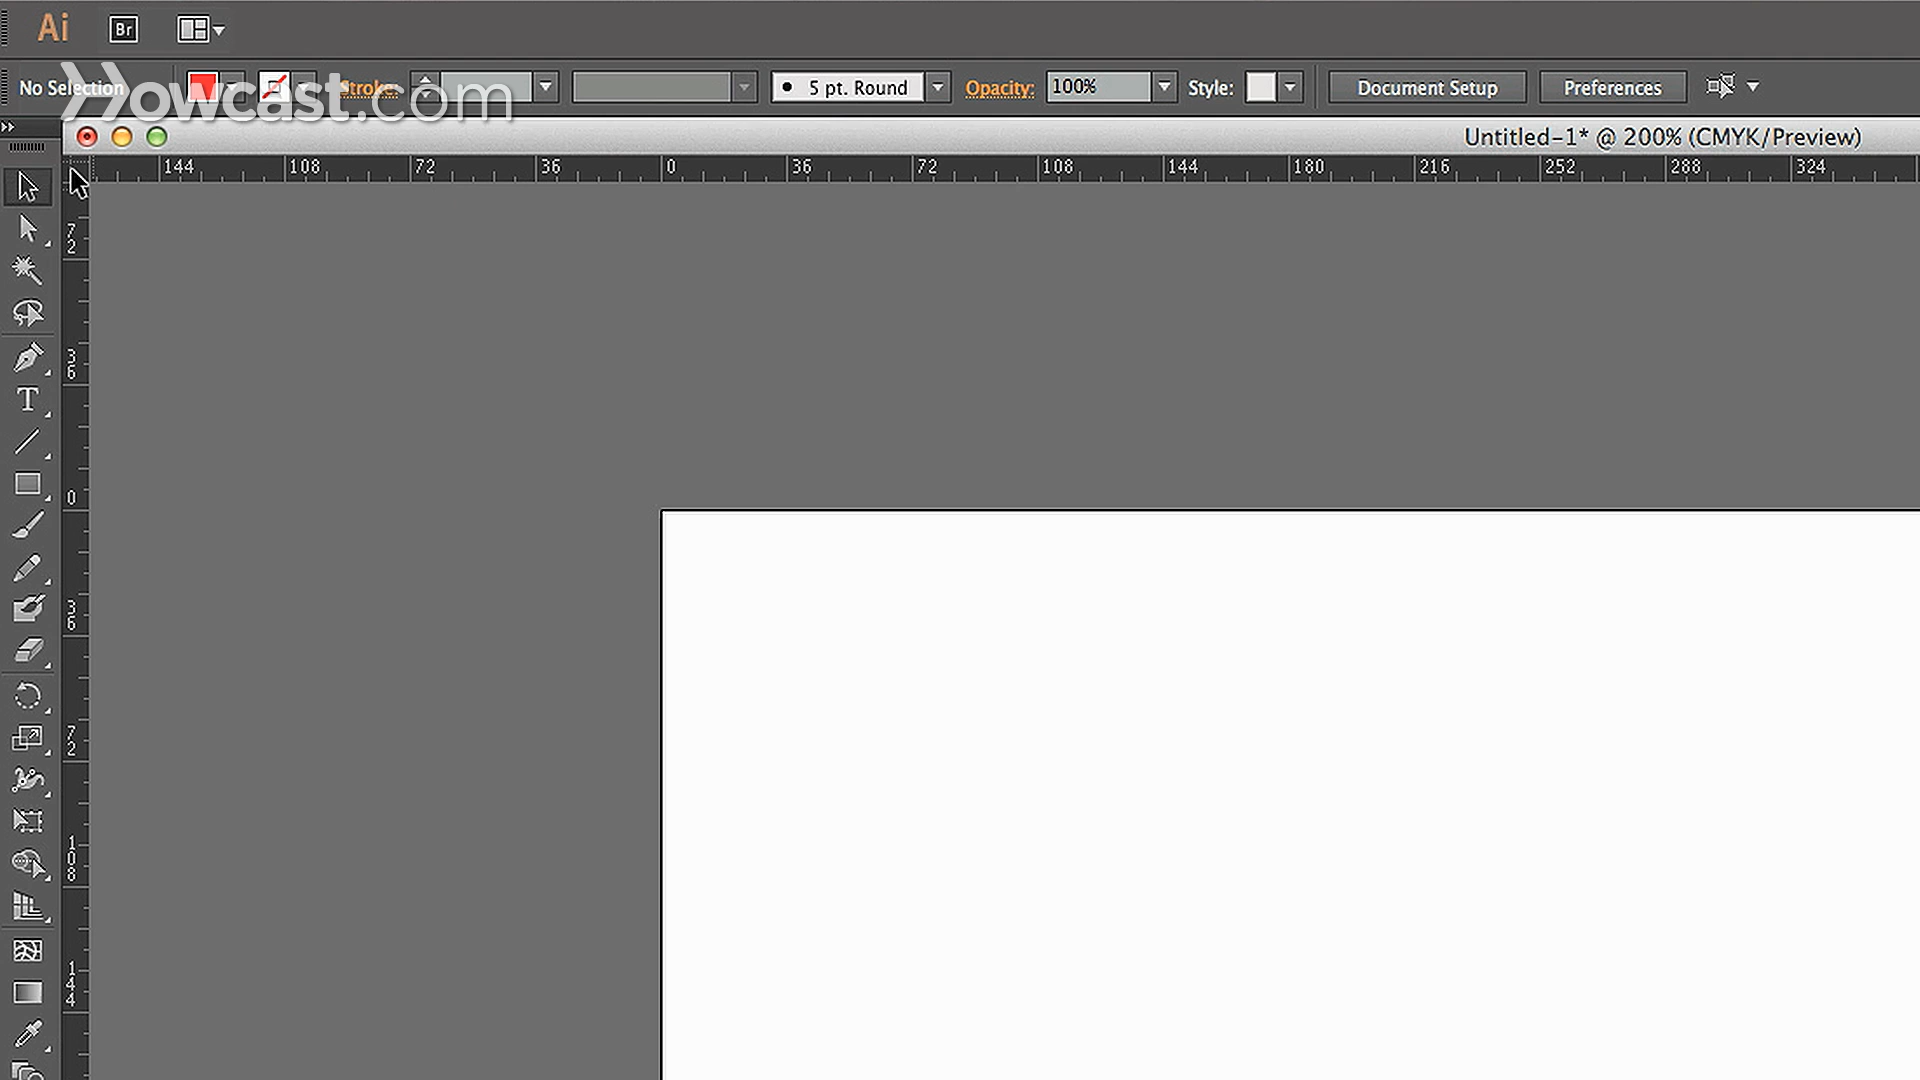 Ai Br
No Selection Stroke: 5 pt. Round Opacity: 100% Style: Document Setup Preferences
Howcast.com
Untitled-1* @ 200% (CMYK/Preview)
144 108 72 36 0 36 72 108 144 180 216 252 288 324
72
36
0
36
72
108
144
T